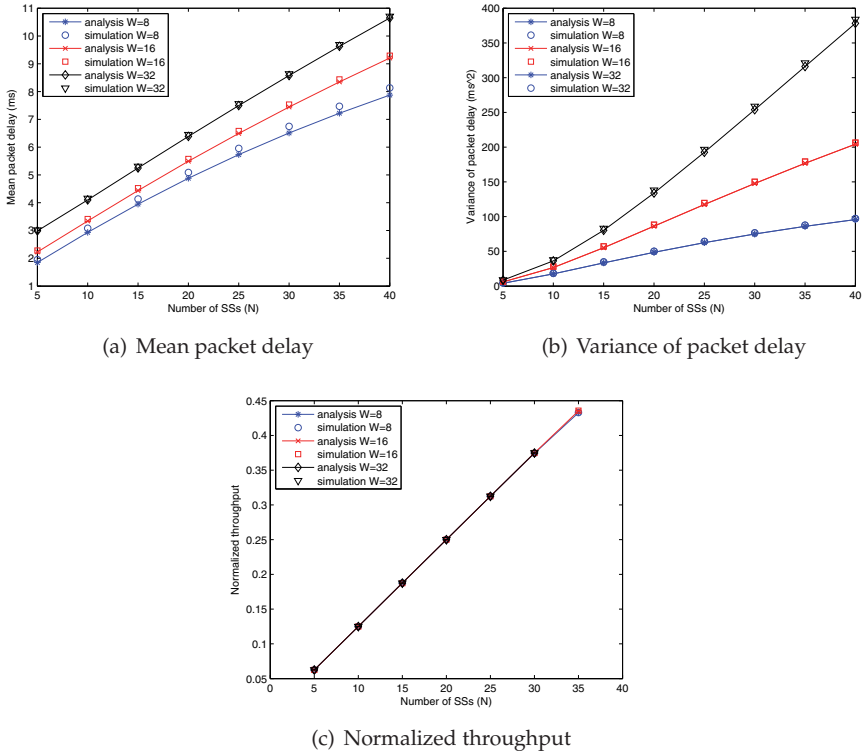 11
10
9
8
7
6
5
4
3
2
1
Mean packet delay (ms)
analysis W=8
simulation W=8
analysis W=16
simulation W=16
analysis W=32
simulation W=32
5 10 15 20 25 30 35 40
Number of SSs (N)
(a) Mean packet delay
400
350
300
250
200
150
100
50
0
Variance of packet delay (ms^2)
analysis W=8
simulation W=8
analysis W=16
simulation W=16
analysis W=32
simulation W=32
5 10 15 20 25 30 35 40
Number of SSs (N)
(b) Variance of packet delay
0.45
0.4
0.35
0.3
0.25
0.2
0.15
0.1
0.05
Normalized throughput
analysis W=8
simulation W=8
analysis W=16
simulation W=16
analysis W=32
simulation W=32
0 5 10 15 20 25 30 35 40
Number of SSs (N)
(c) Normalized throughput